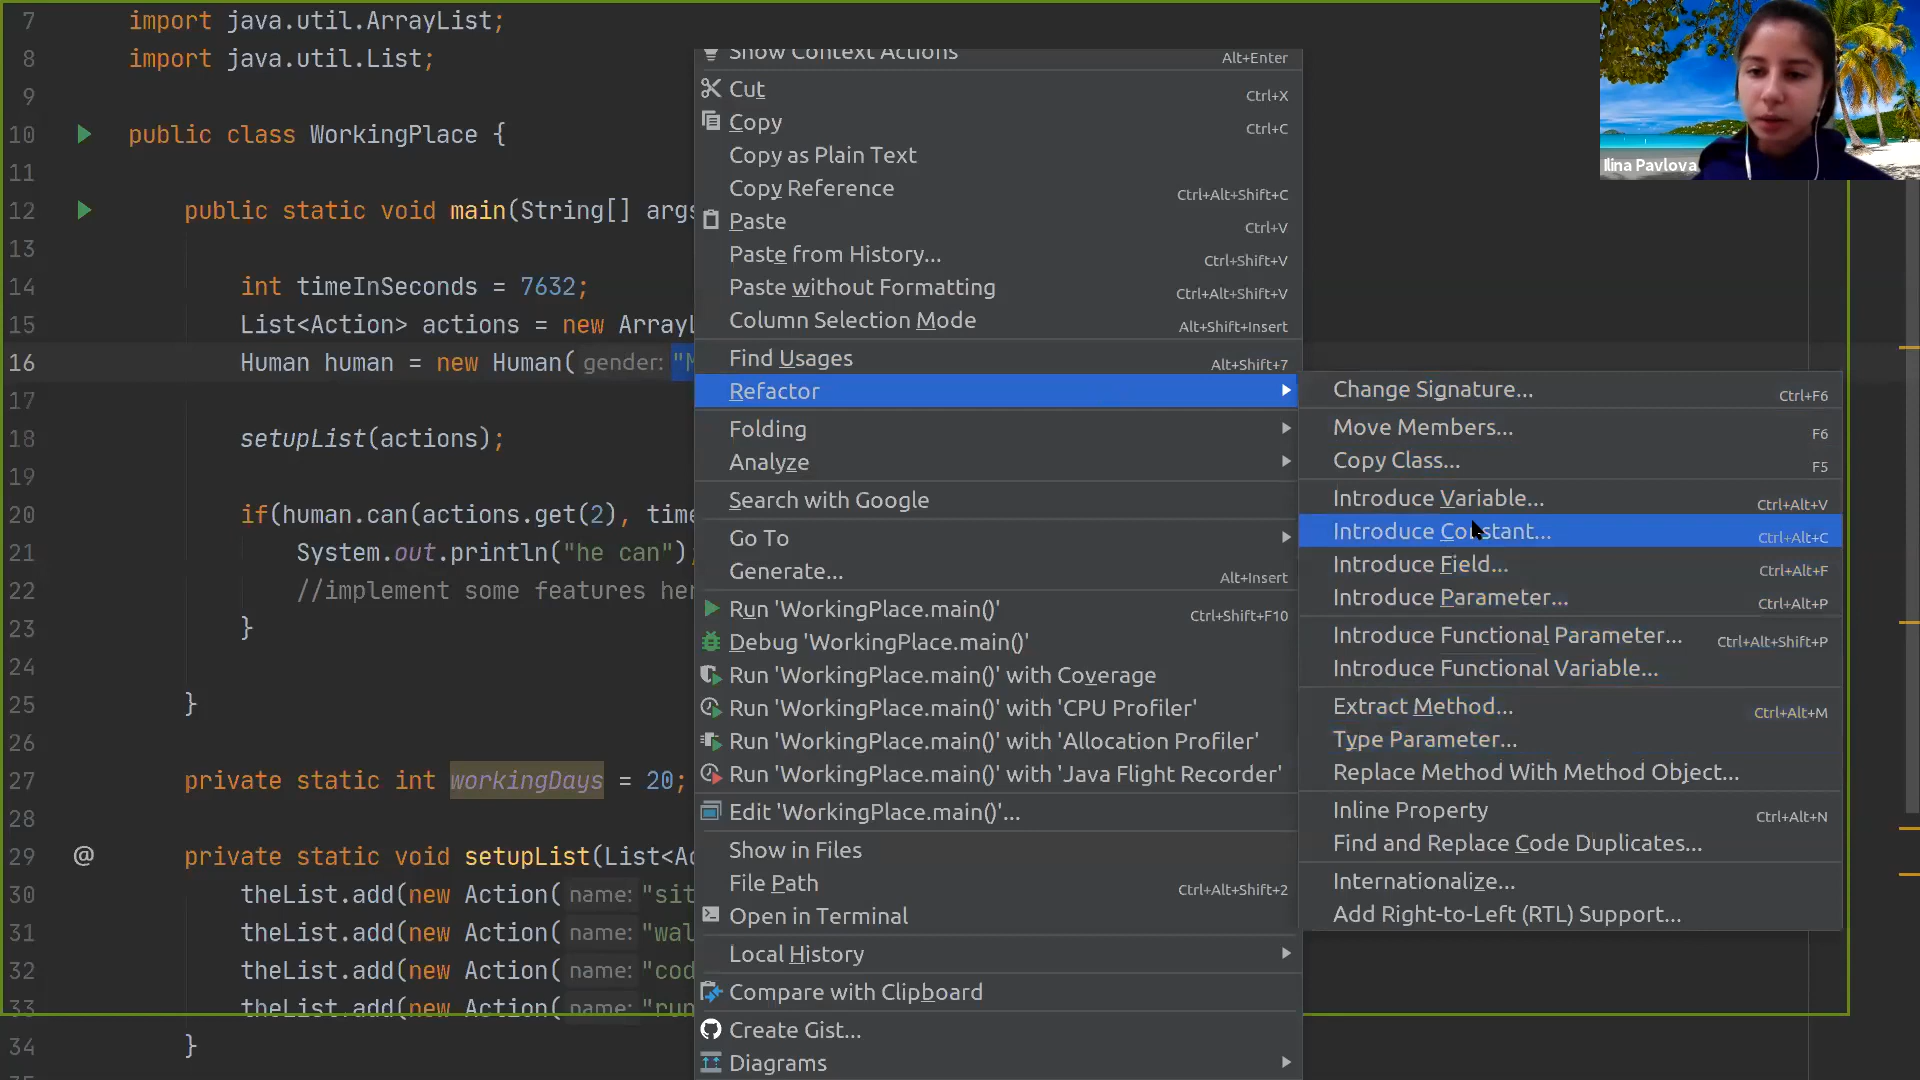 7 import java.util.ArrayList;
8 import java.util.List;
9
10 public class WorkingPlace {
11
12 public static void main(String[] args
13
14 int timeInSeconds = 7632;
15 List<Action> actions = new ArrayL
16 Human human = new Human( gender: "M
17
18 setupList(actions);
19
20 if(human.can(actions.get(2), time
21 System.out.println("he can");
22 //implement some features her
23 }
24
25 }
26
27 private static int workingDays = 20;
28
29 @ private static void setupList(List<Ac
30 theList.add(new Action( name: "sit
31 theList.add(new Action( name: "wal
32 theList.add(new Action( name: "cod
33 theList.add(new Action( name: "run
34 }
Show Context Actions Alt+Enter
Cut Ctrl+X
Copy Ctrl+C
Copy as Plain Text
Copy Reference Ctrl+Alt+Shift+C
Paste Ctrl+V
Paste from History... Ctrl+Shift+V
Paste without Formatting Ctrl+Alt+Shift+V
Column Selection Mode Alt+Shift+Insert
Find Usages Alt+Shift+7
Refactor
Folding
Analyze
Search with Google
Go To
Generate... Alt+Insert
Run 'WorkingPlace.main()' Ctrl+Shift+F10
Debug 'WorkingPlace.main()'
Run 'WorkingPlace.main()' with Coverage
Run 'WorkingPlace.main()' with 'CPU Profiler'
Run 'WorkingPlace.main()' with 'Allocation Profiler'
Run 'WorkingPlace.main()' with 'Java Flight Recorder'
Edit 'WorkingPlace.main()'...
Show in Files
File Path Ctrl+Alt+Shift+2
Open in Terminal
Local History
Compare with Clipboard
Create Gist...
Diagrams
Change Signature... Ctrl+F6
Move Members... F6
Copy Class... F5
Introduce Variable... Ctrl+Alt+V
Introduce Constant... Ctrl+Alt+C
Introduce Field... Ctrl+Alt+F
Introduce Parameter... Ctrl+Alt+P
Introduce Functional Parameter... Ctrl+Alt+Shift+P
Introduce Functional Variable...
Extract Method... Ctrl+Alt+M
Type Parameter...
Replace Method With Method Object...
Inline Property Ctrl+Alt+N
Find and Replace Code Duplicates...
Internationalize...
Add Right-to-Left (RTL) Support...
Ilina Pavlova